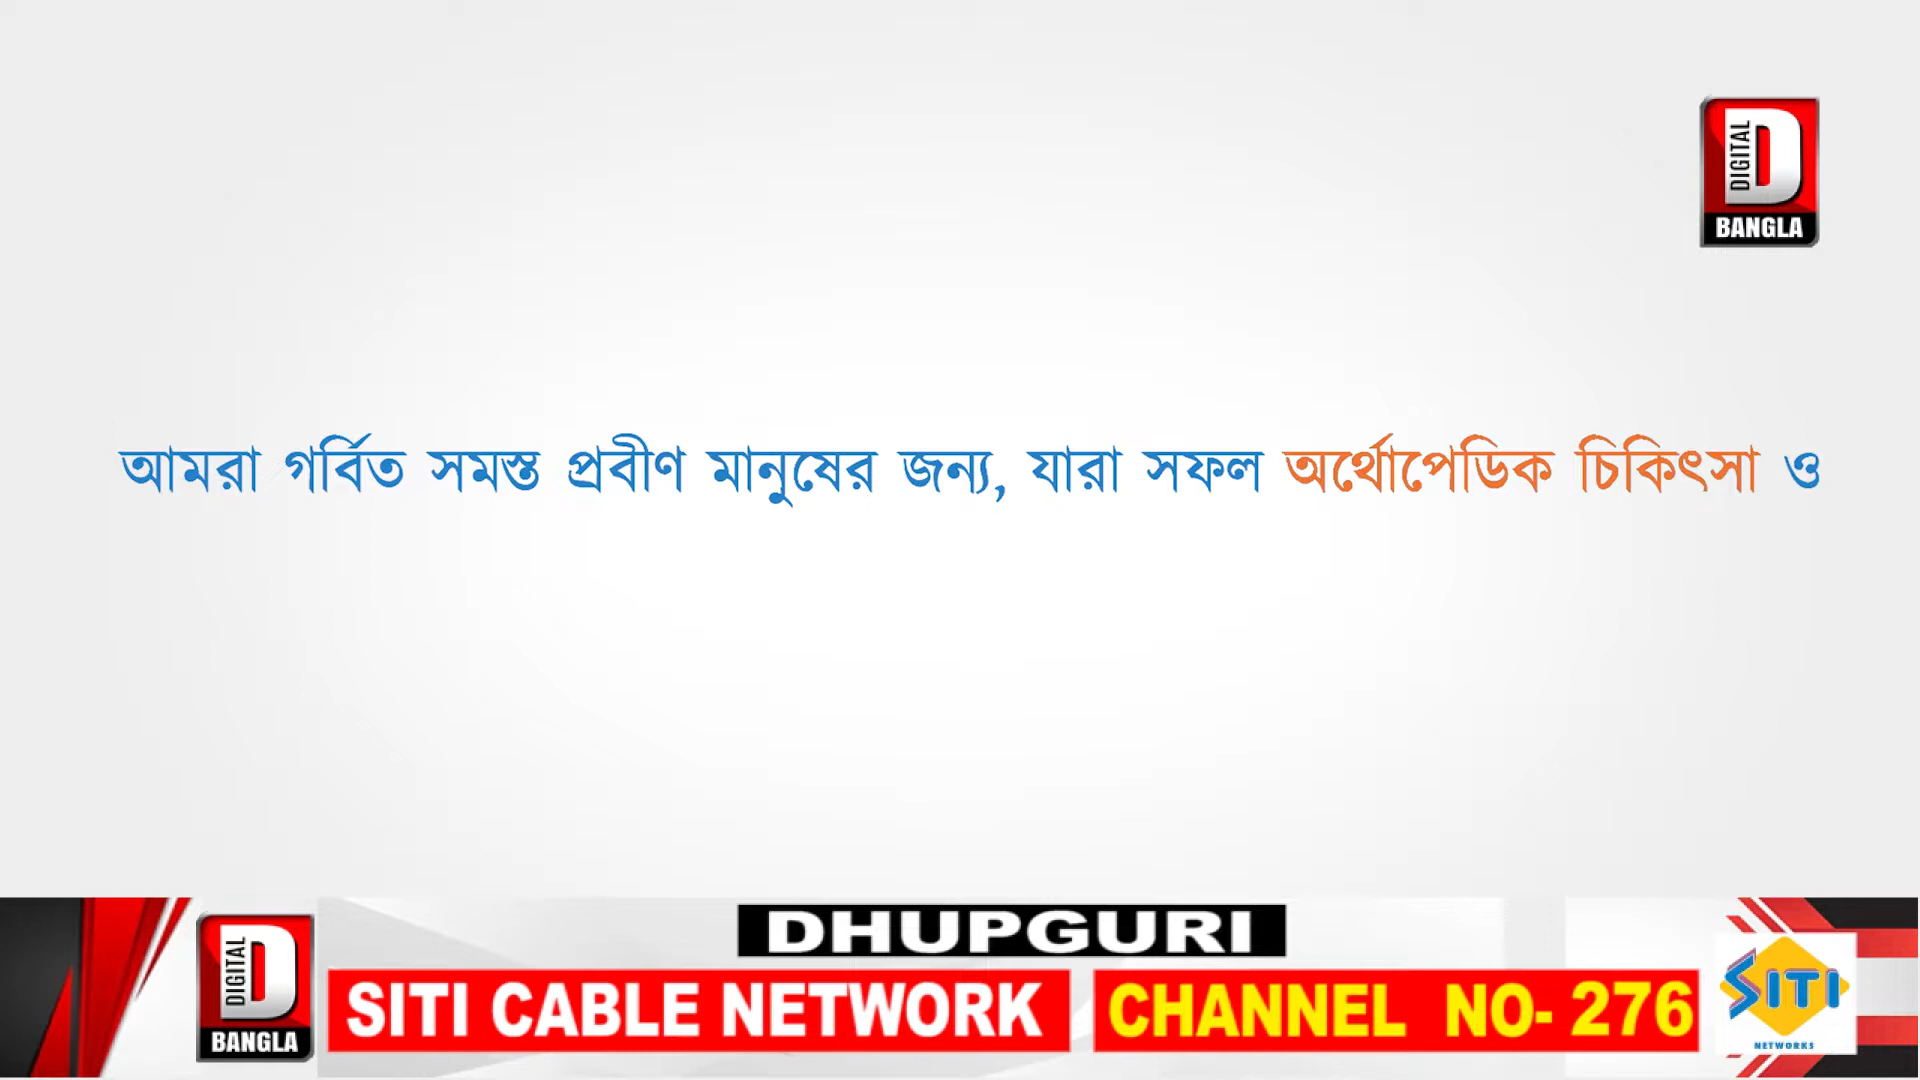 DIGITAL
BANGLA
আমরা গর্বিত সমস্ত প্রবীণ মানুষের জন্য, যারা সফল অর্থোপেডিক চিকিৎসা ও
DHUPGURI
DIGITAL
BANGLA
SITI CABLE NETWORK
CHANNEL NO- 276
SITI
NETWORKS